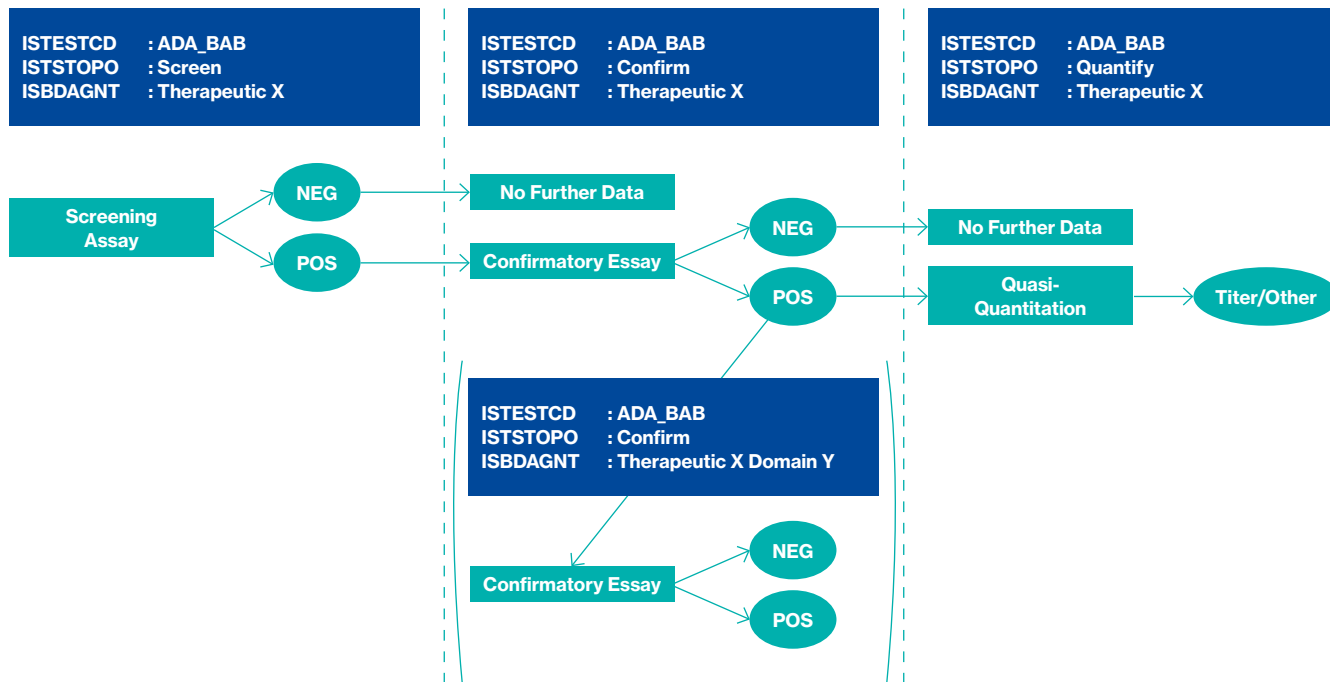 ISTESTCD : ADA_BAB
ISTSTOPO : Screen
ISBDAGNT : Therapeutic X
ISTESTCD : ADA_BAB
ISTSTOPO : Confirm
ISBDAGNT : Therapeutic X
ISTESTCD : ADA_BAB
ISTSTOPO : Quantify
ISBDAGNT : Therapeutic X
Screening
Assay
NEG
POS
No Further Data
Confirmatory Essay
NEG
POS
No Further Data
Quasi-
Quantitation
Titer/Other
ISTESTCD : ADA_BAB
ISTSTOPO : Confirm
ISBDAGNT : Therapeutic X Domain Y
Confirmatory Essay
NEG
POS